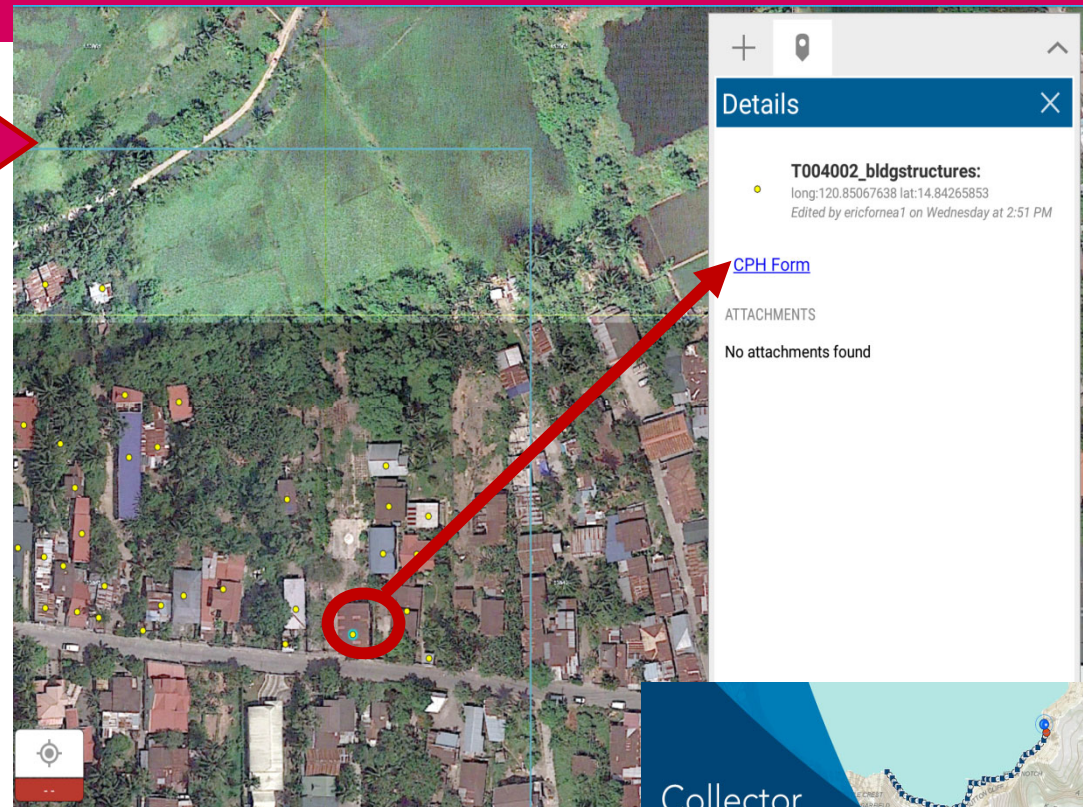 Details
T004002_bldgstructures:
long:120.85067638 lat:14.84265853
Edited by ericfornea1 on Wednesday at 2:51 PM
CPH Form
ATTACHMENTS
No attachments found
--
Collector